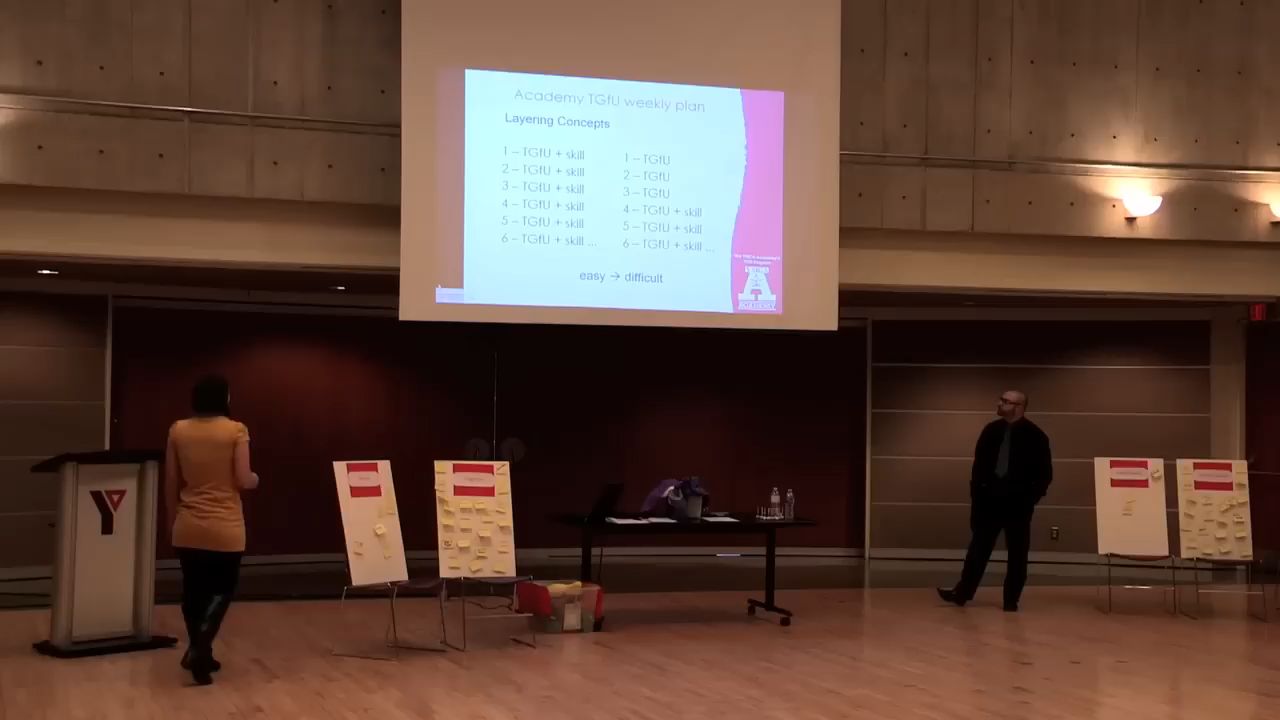 Academy TGfU weekly plan
Layering Concepts
1 – TGfU + skill
2 – TGfU + skill
3 – TGfU + skill
4 – TGfU + skill
5 – TGfU + skill
6 – TGfU + skill ...
1 – TGfU
2 – TGfU
3 – TGfU
4 – TGfU + skill
5 – TGfU + skill
6 – TGfU + skill ...
easy → difficult
A
ACADEMY
Y